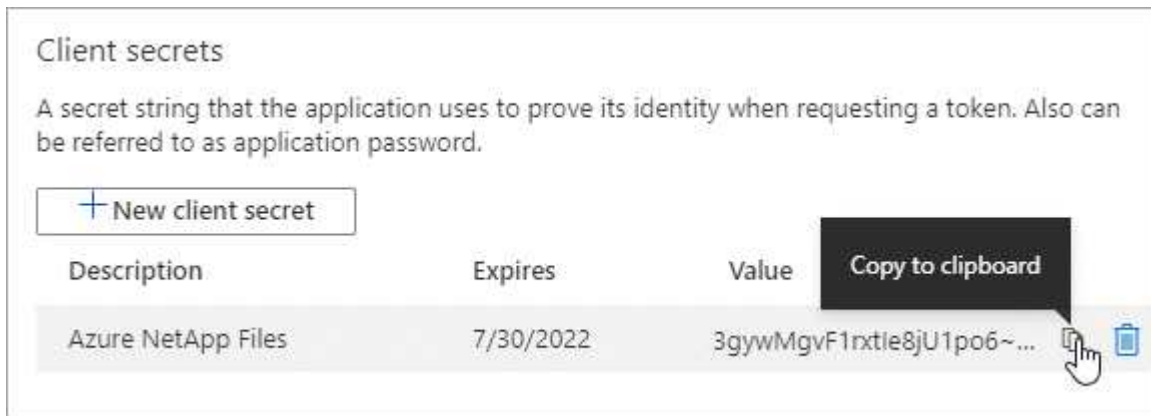 Client secrets
A secret string that the application uses to prove its identity when requesting a token. Also can
be referred to as application password.
+ New client secret
Copy to clipboard
Description Expires Value
Azure NetApp Files 7/30/2022 3gywMgvF1rxtIe8jU1po6~...